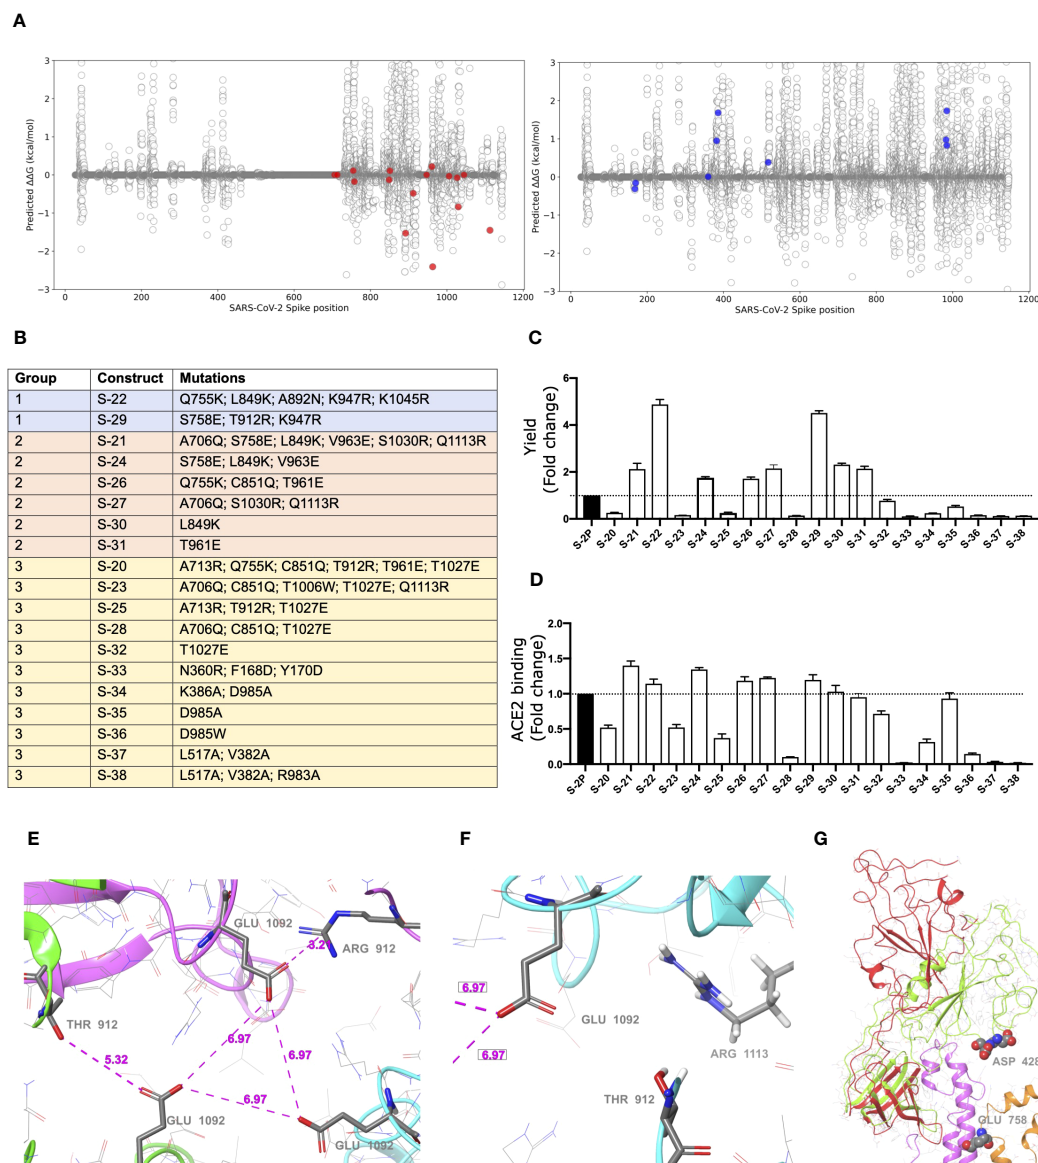 A
3
2
1
0
−1
−2
−3
Predicted ΔΔG (kcal/mol)
0 200 400 600 800 1000 1200
SARS-CoV-2 Spike position
3
2
1
0
−1
−2
−3
Predicted ΔΔG (kcal/mol)
0 200 400 600 800 1000 1200
SARS-CoV-2 Spike position
B
Group Construct Mutations
1 S-22 Q755K; L849K; A892N; K947R; K1045R
1 S-29 S758E; T912R; K947R
2 S-21 A706Q; S758E; L849K; V963E; S1030R; Q1113R
2 S-24 S758E; L849K; V963E
2 S-26 Q755K; C851Q; T961E
2 S-27 A706Q; S1030R; Q1113R
2 S-30 L849K
2 S-31 T961E
3 S-20 A713R; Q755K; C851Q; T912R; T961E; T1027E
3 S-23 A706Q; C851Q; T1006W; T1027E; Q1113R
3 S-25 A713R; T912R; T1027E
3 S-28 A706Q; C851Q; T1027E
3 S-32 T1027E
3 S-33 N360R; F168D; Y170D
3 S-34 K386A; D985A
3 S-35 D985A
3 S-36 D985W
3 S-37 L517A; V382A
3 S-38 L517A; V382A; R983A
C
Yield
(Fold change)
6
4
2
0
S-2P S-20 S-21 S-22 S-23 S-24 S-25 S-26 S-27 S-28 S-29 S-30 S-31 S-32 S-33 S-34 S-35 S-36 S-37 S-38
D
ACE2 binding
(Fold change)
2.0
1.5
1.0
0.5
0.0
S-2P S-20 S-21 S-22 S-23 S-24 S-25 S-26 S-27 S-28 S-29 S-30 S-31 S-32 S-33 S-34 S-35 S-36 S-37 S-38
E
GLU 1092
3.2
ARG 912
THR 912
5.32
6.97
6.97
6.97
GLU 1092
GLU 1092
F
6.97
6.97
GLU 1092
ARG 1113
THR 912
G
ASP 428
GLU 758